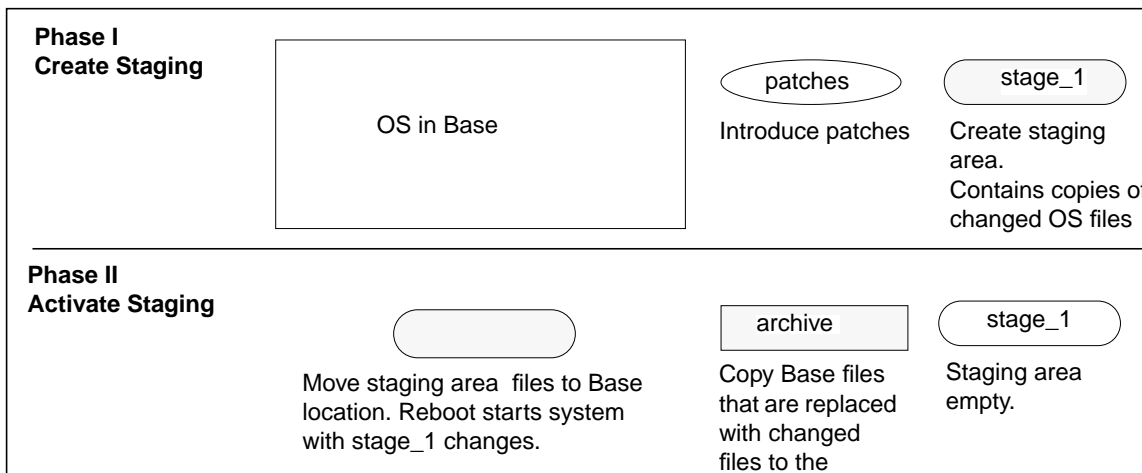 Phase I
Create Staging
OS in Base
patches
Introduce patches
stage_1
Create staging
area.
Contains copies of
changed OS files
Phase II
Activate Staging
Move staging area files to Base
location. Reboot starts system
with stage_1 changes.
archive
Copy Base files
that are replaced
with changed
files to the
stage_1
Staging area
empty.